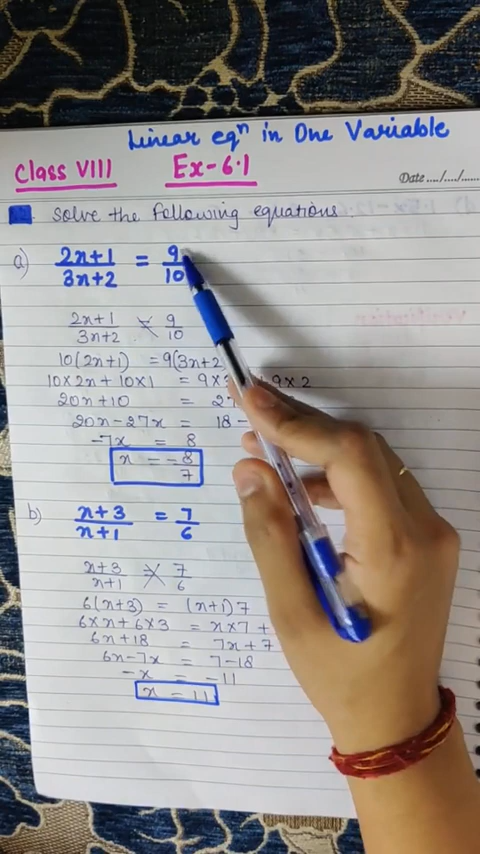 Linear eqⁿ in One Variable
Class VIII Ex-6.1
Date ..../..../......
Solve the following equations
a) 2x+1/3x+2 = 9/10
2x+1/3x+2 9/10
10(2x+1) = 9(3x+2
10×2x + 10×1 = 9× 9×2
20x+10 =
20x-27x = 18-
-7x = 8
x = -8/7
b) x+3/x+1 = 7/6
x+3/x+1 7/6
6(x+3) = (x+1)7
6×x+6×3 = x×7 +
6x+18 = 7x+7
6x-7x = 7-18
-x = -11
x = 11